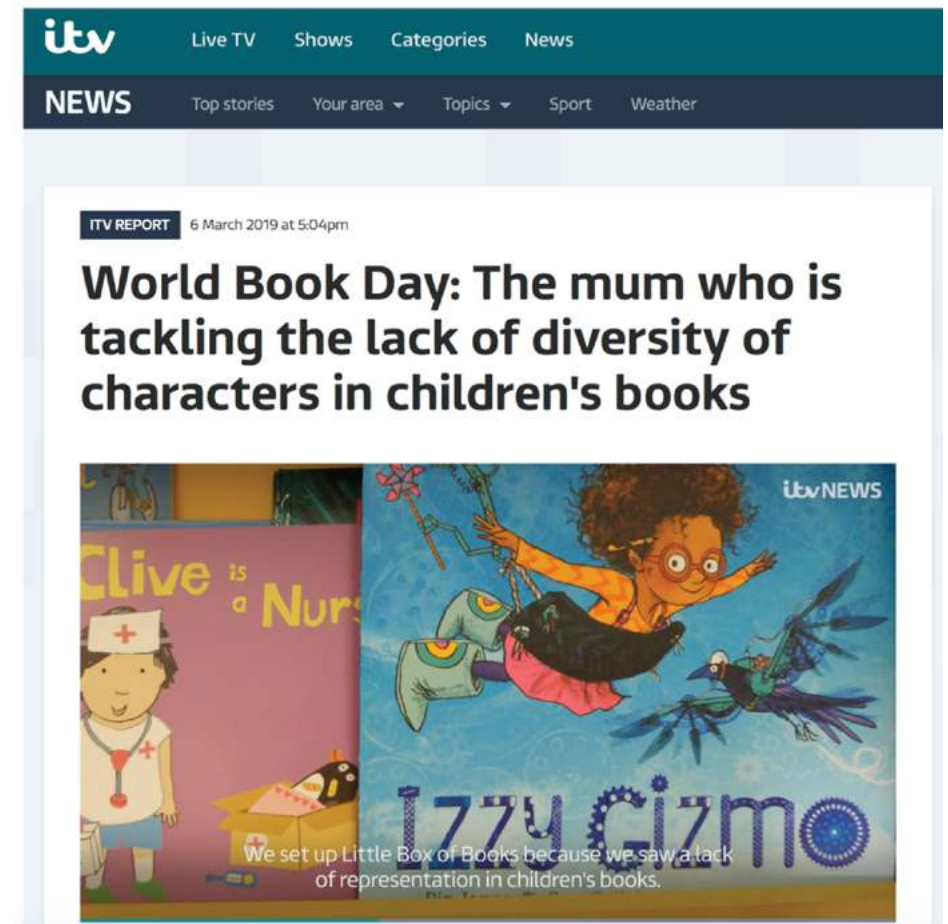 itv Live TV Shows Categories News
NEWS Top stories Your area Topics Sport Weather
ITV REPORT 6 March 2019 at 5:04pm
World Book Day: The mum who is
tackling the lack of diversity of
characters in children's books
itv NEWS
Clive is
a Nurs
Izzy Gizmo
We set up Little Box of Books because we saw a lack
of representation in children's books.